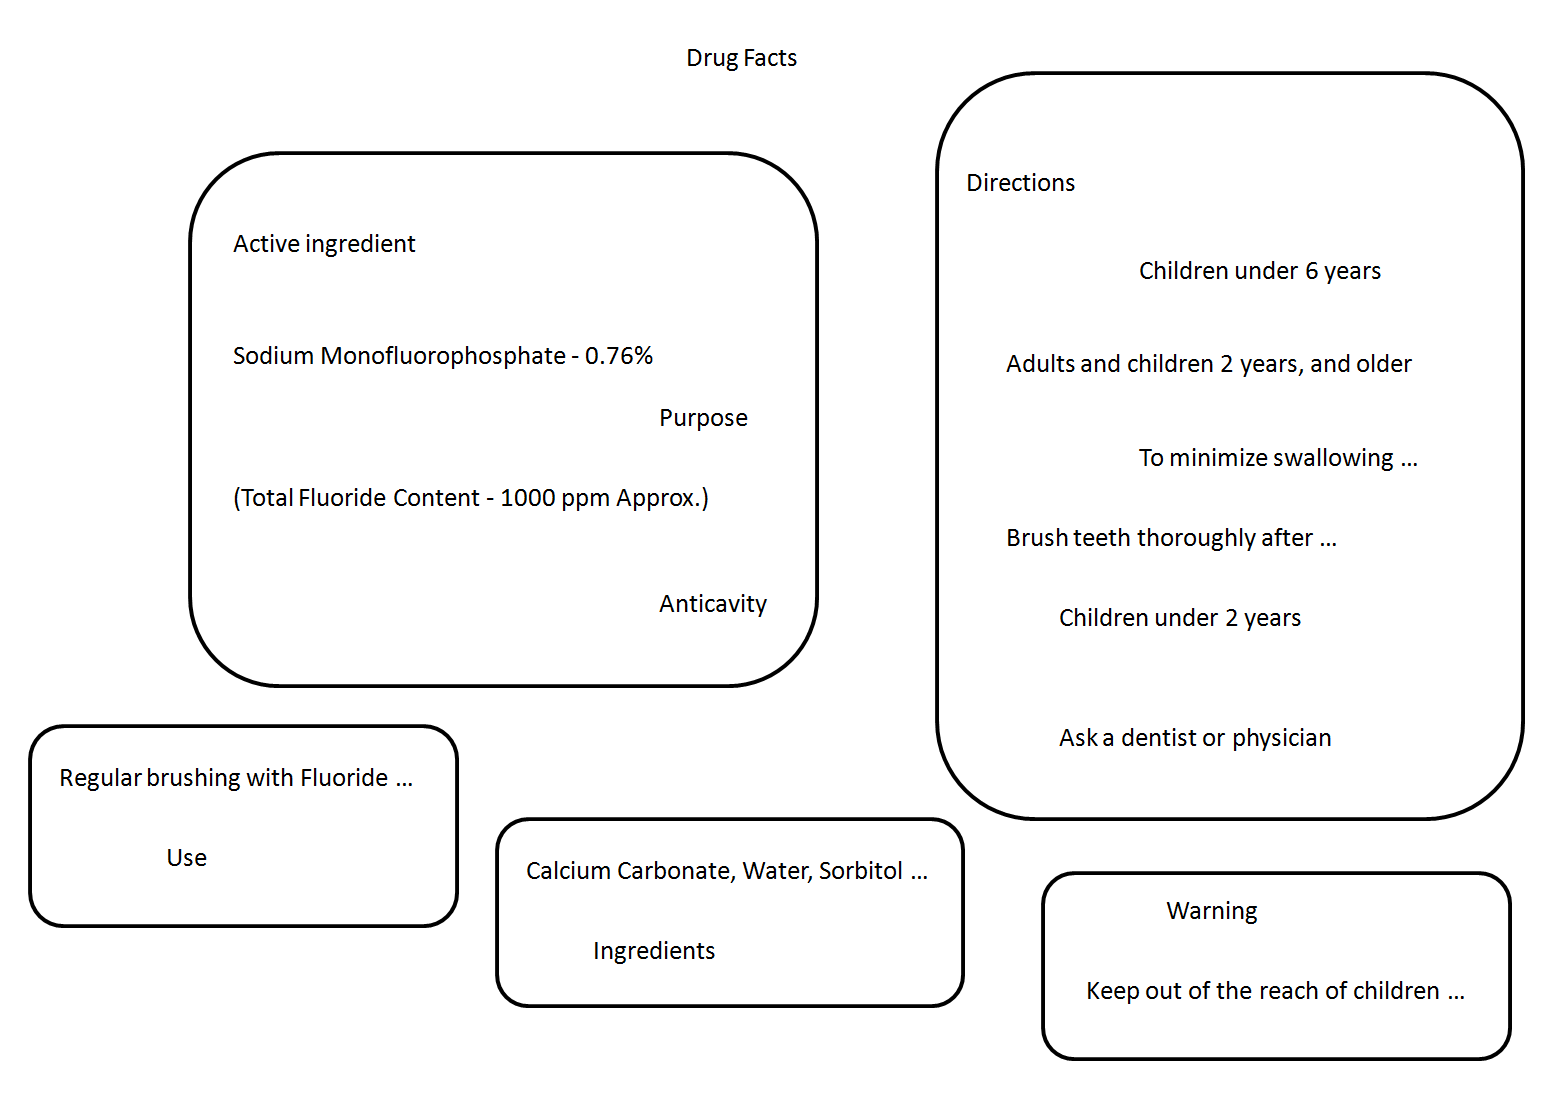 Drug Facts
Active ingredient
Sodium Monofluorophosphate - 0.76%
Purpose
(Total Fluoride Content - 1000 ppm Approx.)
Anticavity
Directions
Children under 6 years
Adults and children 2 years, and older
To minimize swallowing ...
Brush teeth thoroughly after ...
Children under 2 years
Ask a dentist or physician
Regular brushing with Fluoride ...
Use
Calcium Carbonate, Water, Sorbitol ...
Ingredients
Warning
Keep out of the reach of children ...